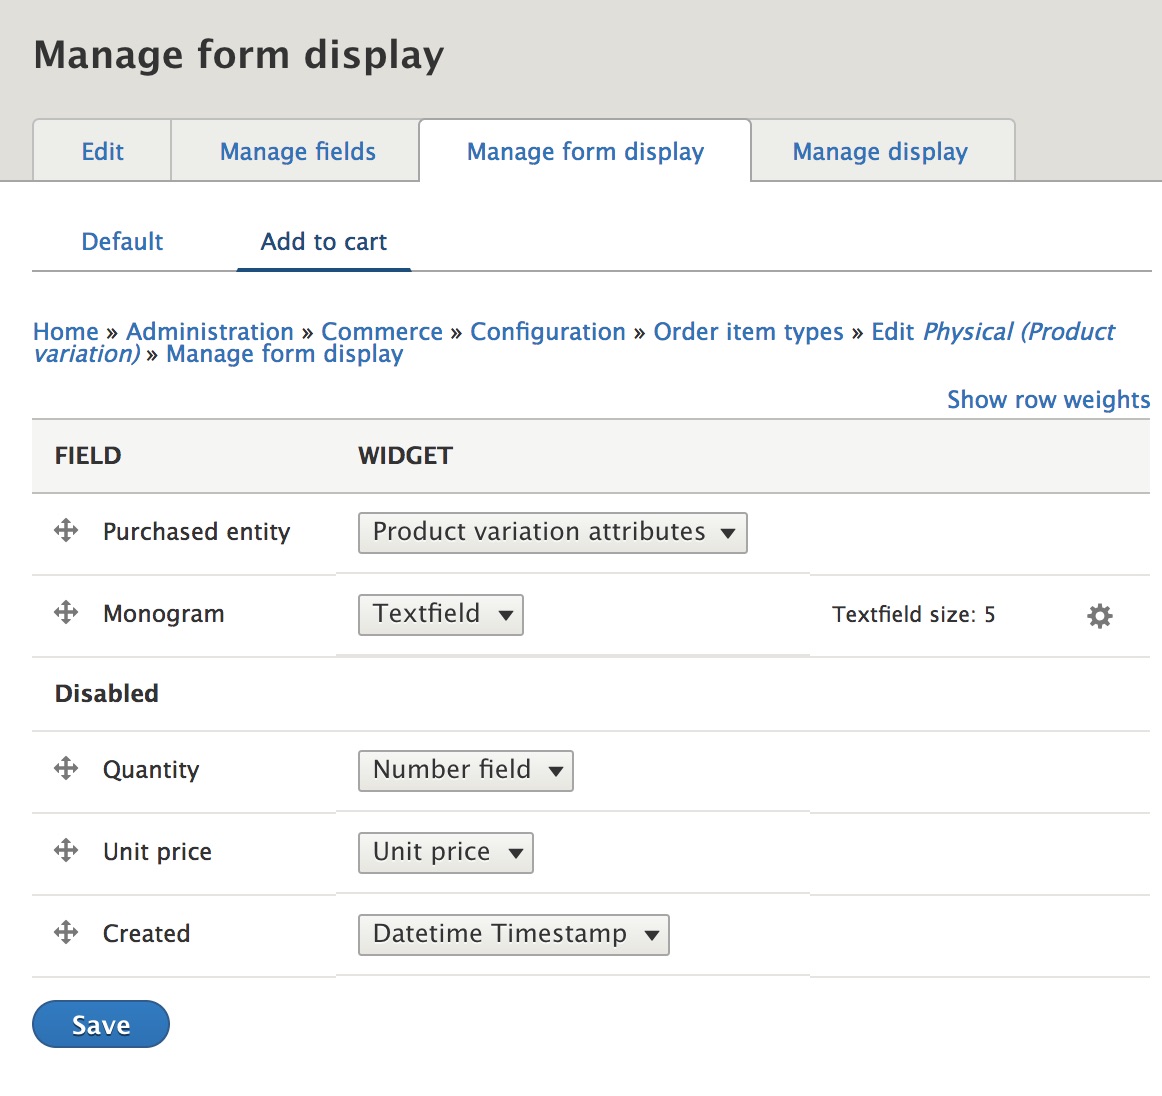 Manage form display
Edit Manage fields Manage form display Manage display
Default Add to cart
Home » Administration » Commerce » Configuration » Order item types » Edit Physical (Product
variation) » Manage form display
Show row weights
FIELD WIDGET
Purchased entity Product variation attributes
Monogram Textfield Textfield size: 5
Disabled
Quantity Number field
Unit price Unit price
Created Datetime Timestamp
Save